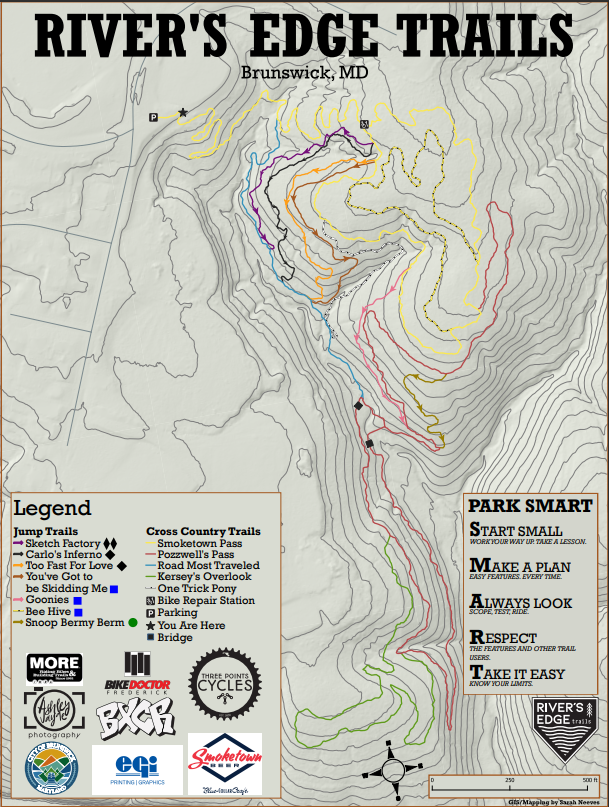 RIVER'S EDGE TRAILS
Brunswick, MD
P
Legend
Jump Trails
Sketch Factory
Carlo's Inferno
Too Fast For Love
You've Got to
be Skidding Me
Goonies
Bee Hive
Snoop Bermy Berm
Cross Country Trails
Smoketown Pass
Pozzwell's Pass
Road Most Traveled
Kersey's Overlook
One Trick Pony
Bike Repair Station
P Parking
You Are Here
Bridge
PARK SMART
START SMALL
WORK YOUR WAY UP. TAKE A LESSON.
MAKE A PLAN
EASY FEATURES. EVERY TIME.
ALWAYS LOOK
SCOPE, TEST, RIDE.
RESPECT
THE FEATURES AND OTHER TRAIL
USERS.
TAKE IT EASY
KNOW YOUR LIMITS.
MORE
BIKEDOCTOR
FREDERICK
THREE POINTS
CYCLES
Ashley
photography
BXCR
MARYLAND
eqi
PRINTING | GRAPHICS
Smoketown
BEER
RIVER'S
EDGE trails
0 250 500 ft
GIS/Mapping by Sarah Neeves